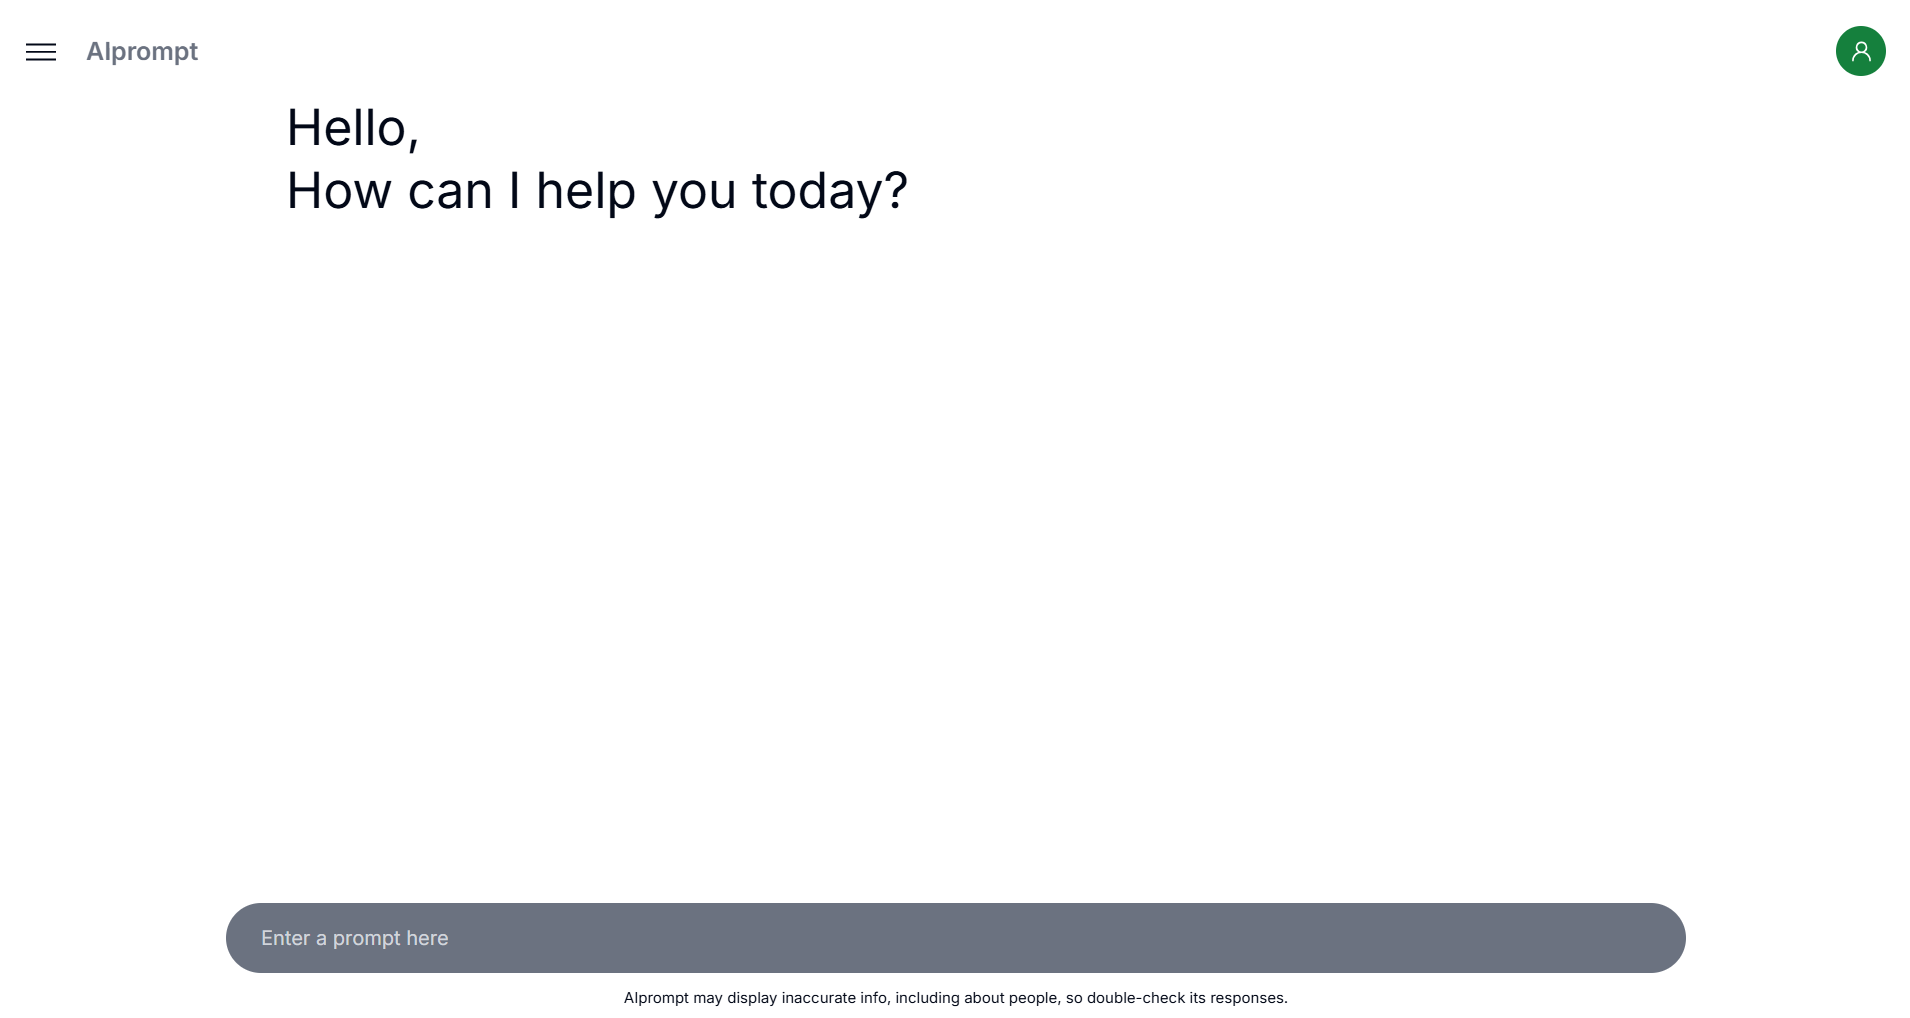 AIprompt
Hello,
How can I help you today?
Enter a prompt here
AIprompt may display inaccurate info, including about people, so double-check its responses.